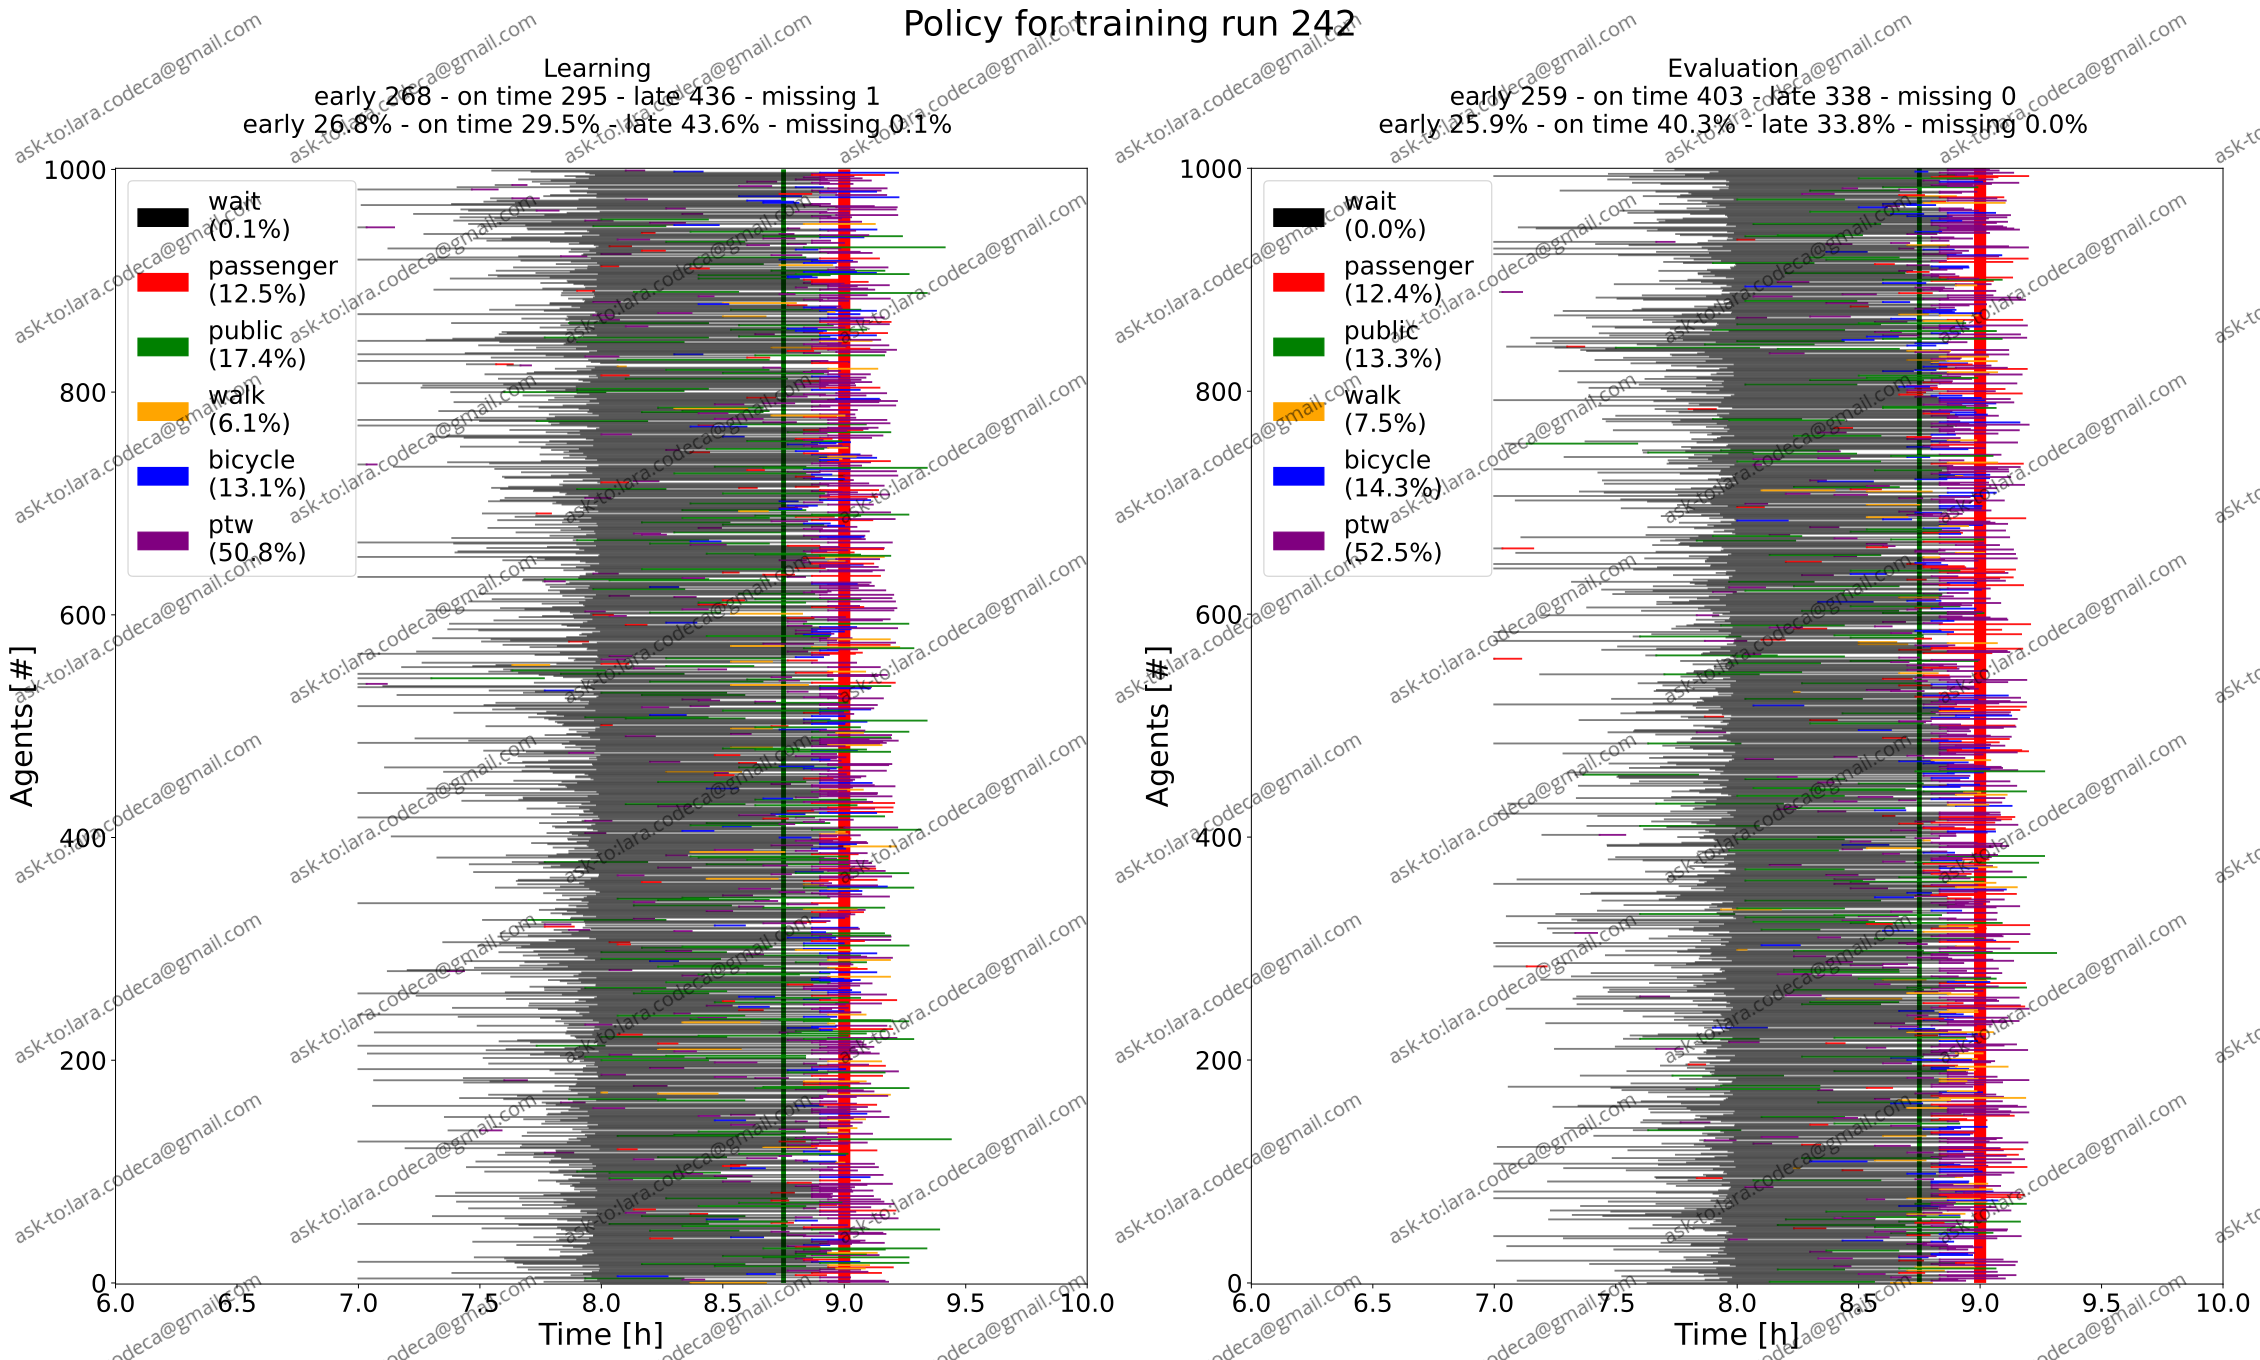 Policy for training run 242
Learning
early 268 - on time 295 - late 436 - missing 1
early 26.8% - on time 29.5% - late 43.6% - missing 0.1%
Agents [#]
1000
800
600
400
200
0
wait
(0.1%)
passenger
(12.5%)
public
(17.4%)
walk
(6.1%)
bicycle
(13.1%)
ptw
(50.8%)
6.0 6.5 7.0 7.5 8.0 8.5 9.0 9.5 10.0
Time [h]
Evaluation
early 259 - on time 403 - late 338 - missing 0
early 25.9% - on time 40.3% - late 33.8% - missing 0.0%
Agents [#]
1000
800
600
400
200
0
wait
(0.0%)
passenger
(12.4%)
public
(13.3%)
walk
(7.5%)
bicycle
(14.3%)
ptw
(52.5%)
6.0 6.5 7.0 7.5 8.0 8.5 9.0 9.5 10.0
Time [h]
ask-to:lara.codeca@gmail.com